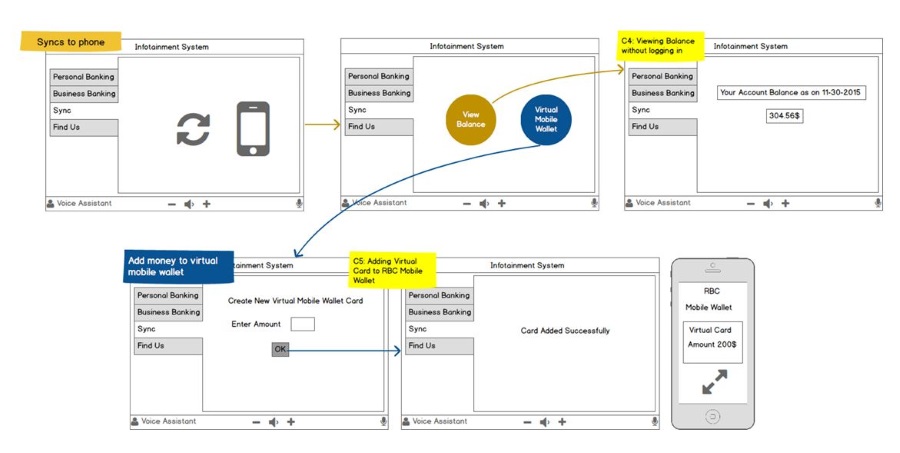 Syncs to phone
Infotainment System
Personal Banking
Business Banking
Sync
Find Us
Voice Assistant
Infotainment System
Personal Banking
Business Banking
Sync
Find Us
View
Balance
Virtual
Mobile
Wallet
Voice Assistant
C4: Viewing Balance
without logging in
Infotainment System
Personal Banking
Business Banking
Sync
Find Us
Your Account Balance as on 11-30-2015
304.56$
Voice Assistant
Add money to virtual
mobile wallet
tainment System
Personal Banking
Business Banking
Sync
Find Us
Create New Virtual Mobile Wallet Card
Enter Amount
OK
Voice Assistant
C5: Adding Virtual
Card to RBC Mobile
Wallet
Infotainment System
Personal Banking
Business Banking
Sync
Find Us
Card Added Successfully
Voice Assistant
RBC
Mobile Wallet
Virtual Card
Amount 200$